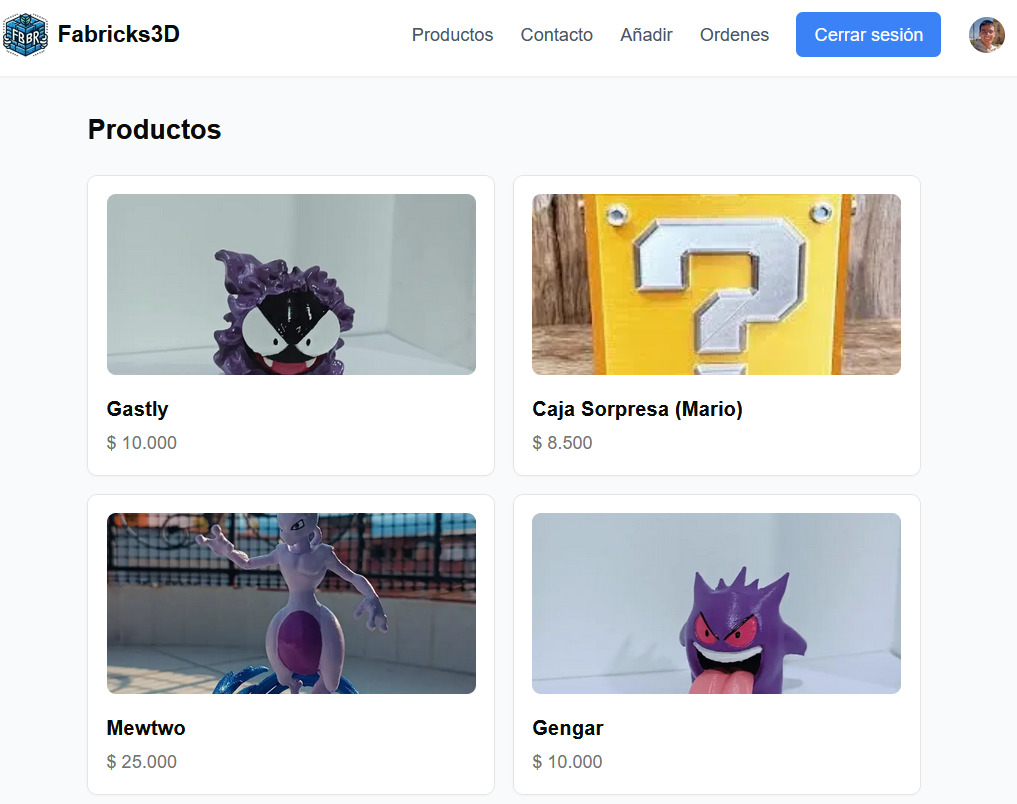 FBBR
Fabricks3D
Productos Contacto Añadir Ordenes Cerrar sesión
Productos
?
Gastly
$ 10.000
Caja Sorpresa (Mario)
$ 8.500
Mewtwo
$ 25.000
Gengar
$ 10.000